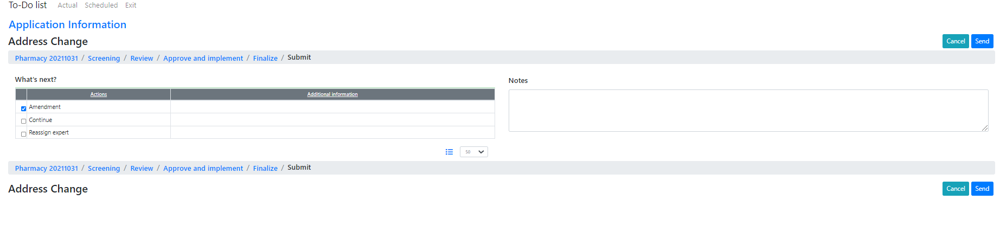 To-Do list Actual Scheduled Exit
Application Information
Address Change Cancel Send
Pharmacy 20211031 / Screening / Review / Approve and implement / Finalize / Submit
What's next?
Notes
Actions Additional information
Amendment
Continue
Reassign expert
50
Pharmacy 20211031 / Screening / Review / Approve and implement / Finalize / Submit
Address Change Cancel Send